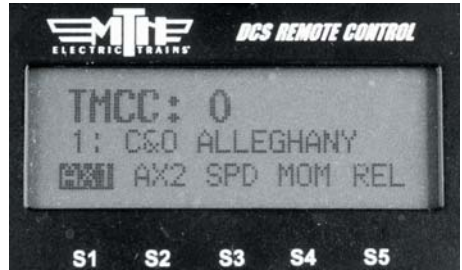 MTH DCS REMOTE CONTROL
ELECTRIC TRAINS
TMCC: 0
1: C&O ALLEGHANY
AX1 AX2 SPD MOM REL
S1 S2 S3 S4 S5